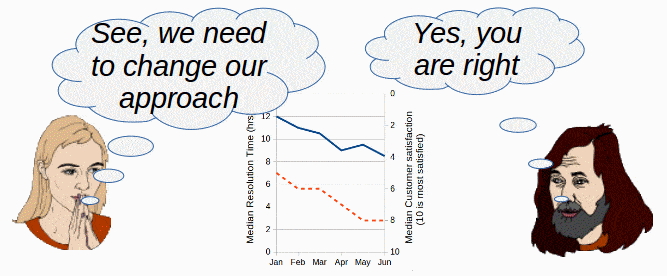 See, we need
to change our
approach
Yes, you
are right
Median Resolution Time (hrs
12
10
8
6
4
2
0
Jan Feb Mar Apr May Jun
0
2
4
6
8
10
Median Customer satisfaction
(10 is most satisfied)